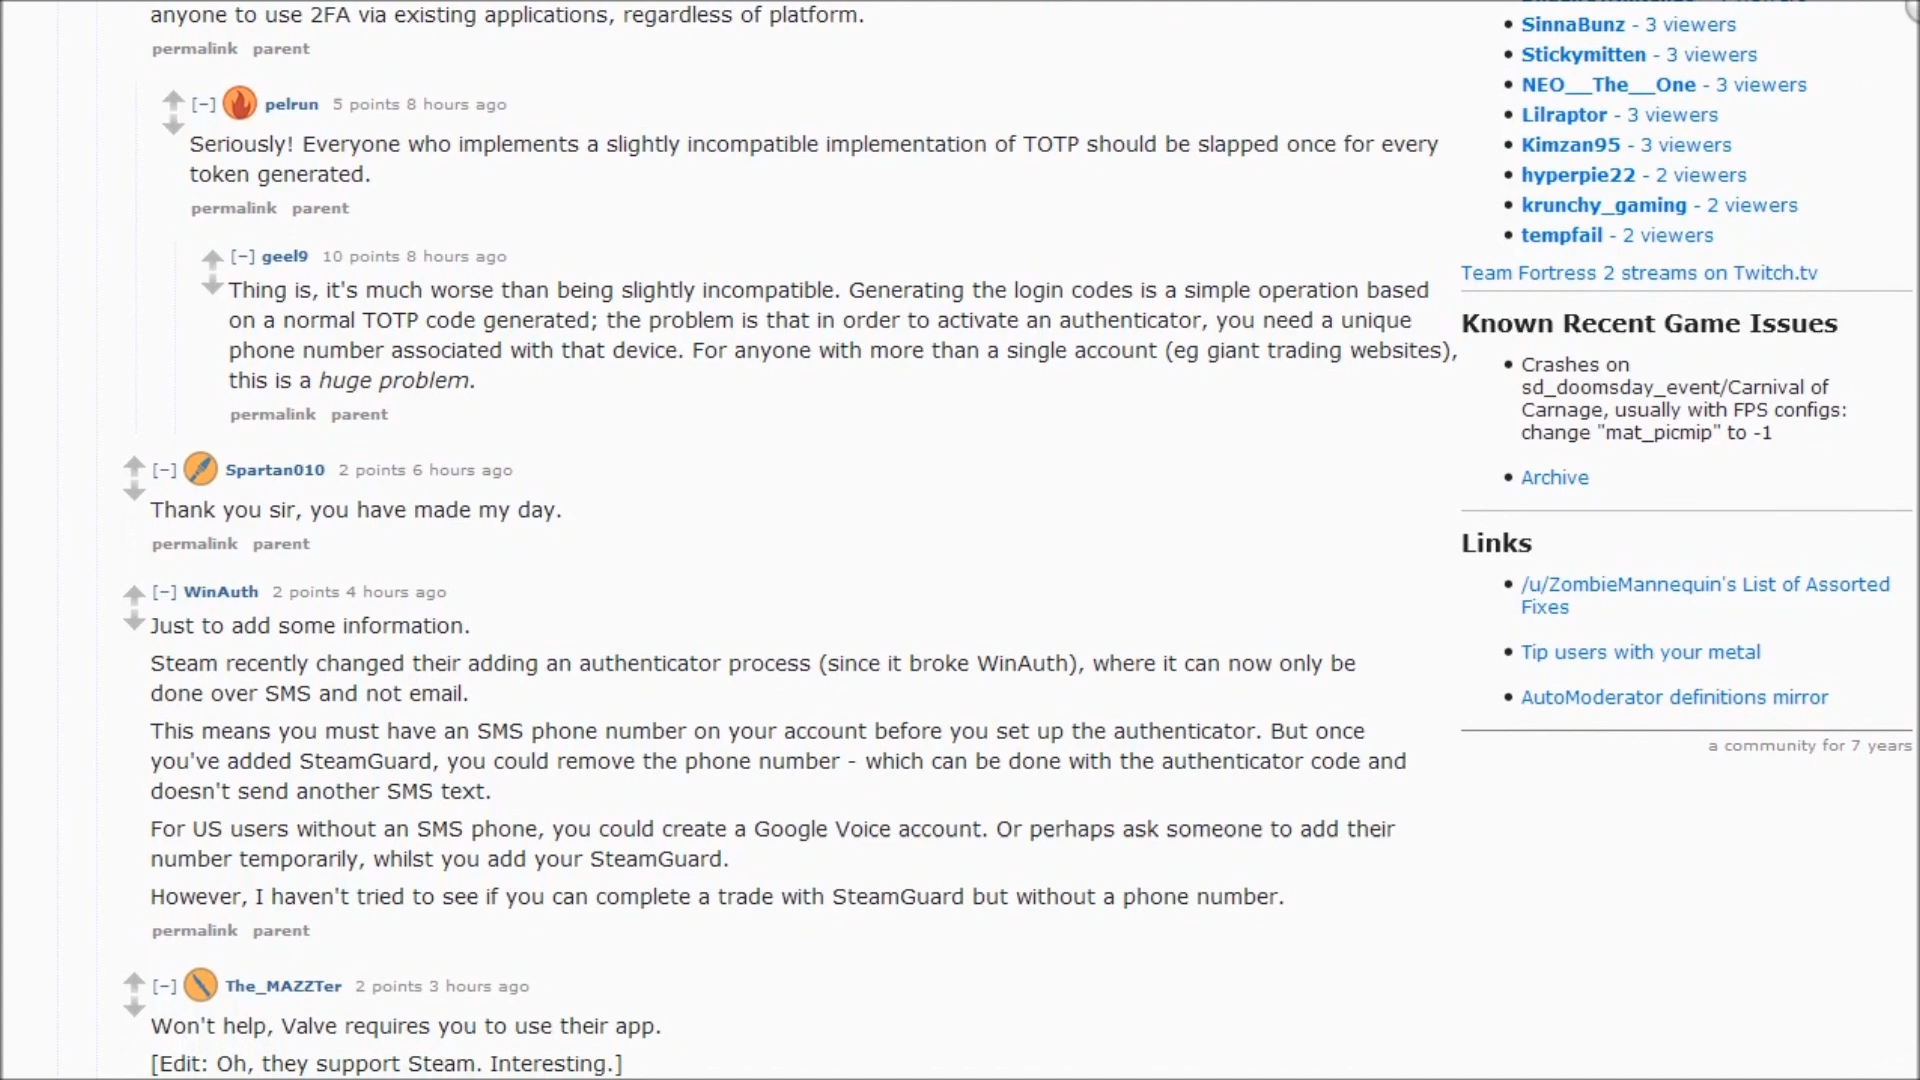 anyone to use 2FA via existing applications, regardless of platform.
permalink parent
[−] pelrun 5 points 8 hours ago
Seriously! Everyone who implements a slightly incompatible implementation of TOTP should be slapped once for every
token generated.
permalink parent
[−] geel9 10 points 8 hours ago
Thing is, it's much worse than being slightly incompatible. Generating the login codes is a simple operation based
on a normal TOTP code generated; the problem is that in order to activate an authenticator, you need a unique
phone number associated with that device. For anyone with more than a single account (eg giant trading websites),
this is a huge problem.
permalink parent
[−] Spartan010 2 points 6 hours ago
Thank you sir, you have made my day.
permalink parent
[−] WinAuth 2 points 4 hours ago
Just to add some information.
Steam recently changed their adding an authenticator process (since it broke WinAuth), where it can now only be
done over SMS and not email.
This means you must have an SMS phone number on your account before you set up the authenticator. But once
you've added SteamGuard, you could remove the phone number - which can be done with the authenticator code and
doesn't send another SMS text.
For US users without an SMS phone, you could create a Google Voice account. Or perhaps ask someone to add their
number temporarily, whilst you add your SteamGuard.
However, I haven't tried to see if you can complete a trade with SteamGuard but without a phone number.
permalink parent
[−] The_MAZZTer 2 points 3 hours ago
Won't help, Valve requires you to use their app.
[Edit: Oh, they support Steam. Interesting.]
SinnaBunz - 3 viewers
Stickymitten - 3 viewers
NEO__The__One - 3 viewers
Lilraptor - 3 viewers
Kimzan95 - 3 viewers
hyperpie22 - 2 viewers
krunchy_gaming - 2 viewers
tempfail - 2 viewers
Team Fortress 2 streams on Twitch.tv
Known Recent Game Issues
Crashes on
sd_doomsday_event/Carnival of
Carnage, usually with FPS configs:
change "mat_picmip" to -1
Archive
Links
/u/ZombieMannequin's List of Assorted
Fixes
Tip users with your metal
AutoModerator definitions mirror
a community for 7 years